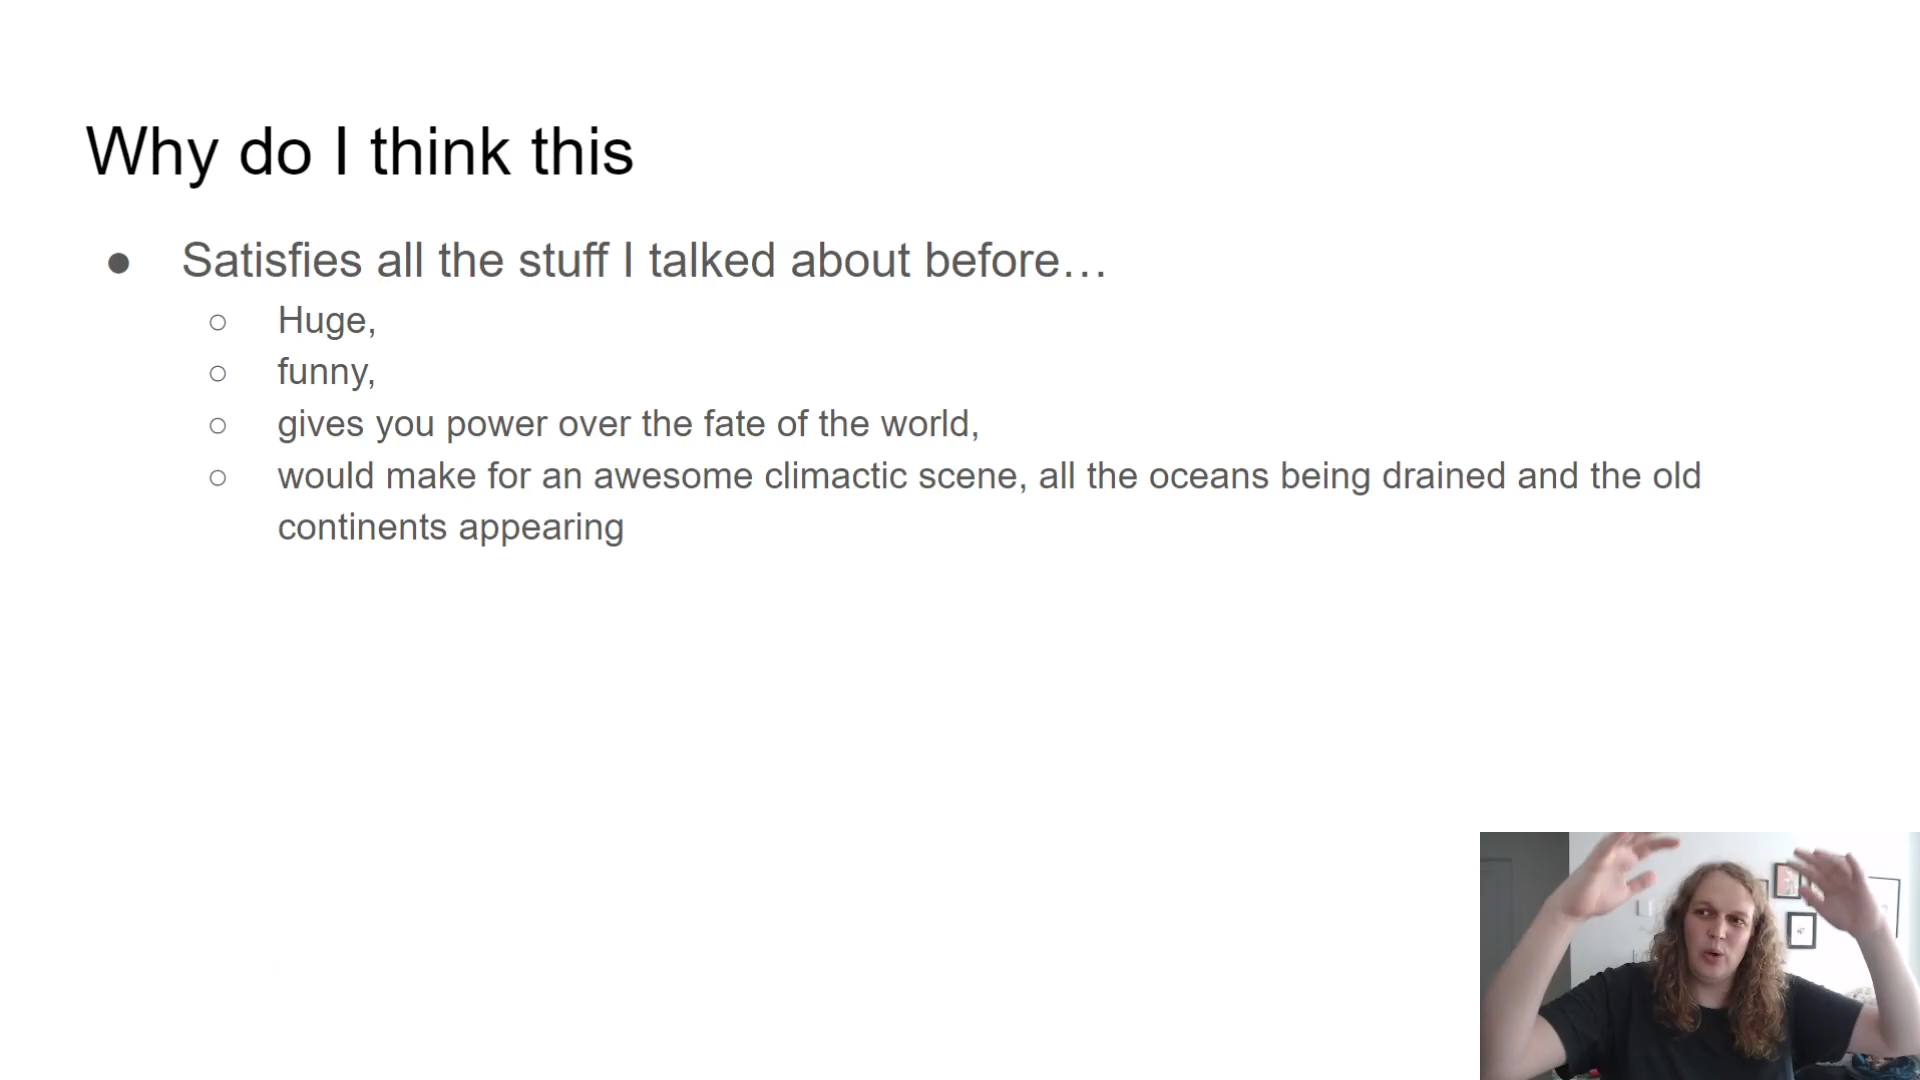 Why do I think this
● Satisfies all the stuff I talked about before…
○ Huge,
○ funny,
○ gives you power over the fate of the world,
○ would make for an awesome climactic scene, all the oceans being drained and the old
continents appearing